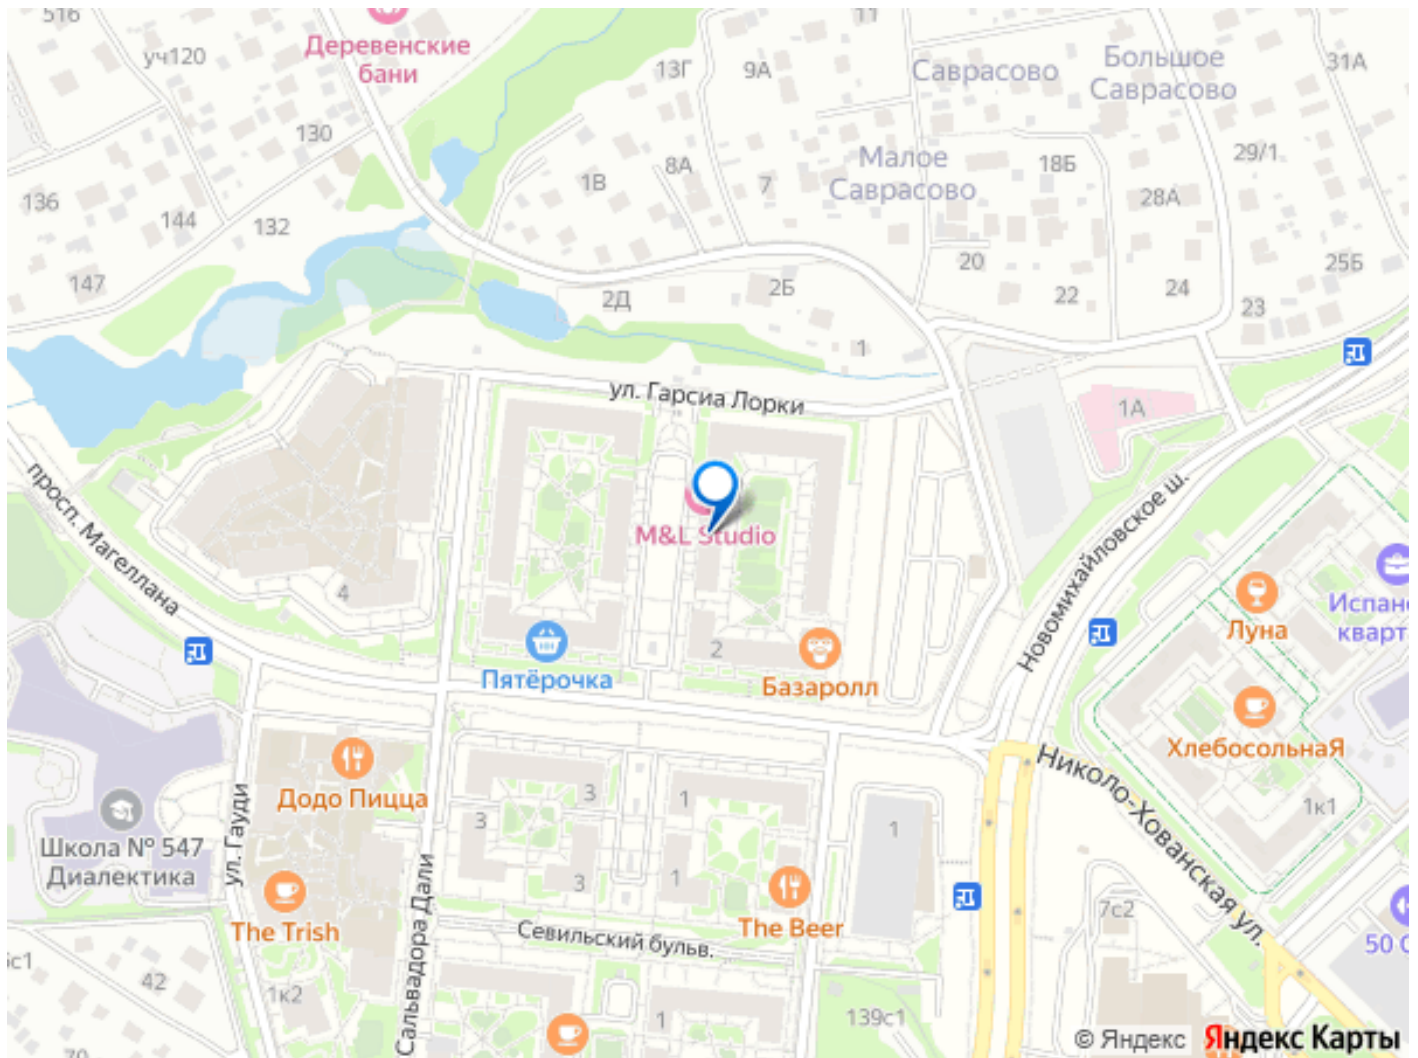 51б
уч120
Деревенские
бани
13Г
9А
11
Саврасово
Большое
Саврасово
31А
130
136
144
132
147
1В
8А
7
Малое
Саврасово
18Б
28А
29/1
20
22
24
23
25Б
2Д
2Б
1
1А
ул. Гарсиа Лорки
просп. Магеллана
M&L Studio
Новомихайловское ш.
4
2
Пятёрочка
Базаролл
Луна
Испан
кварт
ХлебосольнаЯ
1к1
Николо-Хованская ул.
Додо Пицца
Школа № 547
Диалектика
ул. Гауди
The Trish
Сальвадора Дали
3
3
3
1
1
1
The Beer
Севильский бульв.
7с2
50
с1
42
1к2
70
1
139с1
© Яндекс
Яндекс Карты